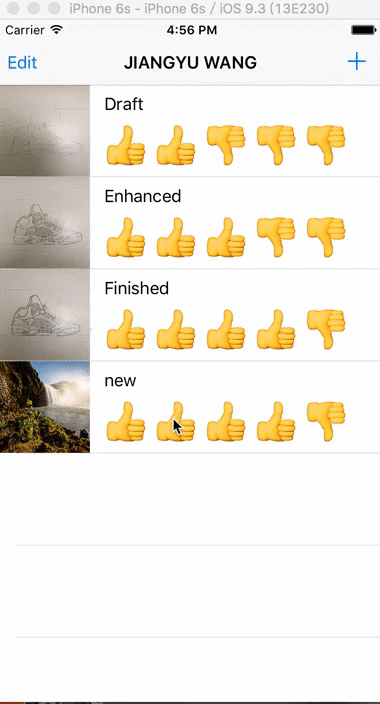 iPhone 6s - iPhone 6s / iOS 9.3 (13E230)
Carrier 4:56 PM
Edit JIANGYU WANG +
Draft
Enhanced
Finished
new